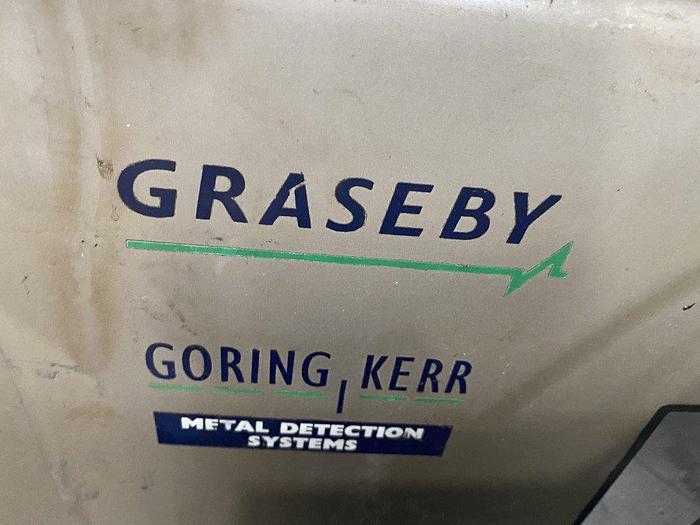 GRASEBY
GORING KERR
METAL DETECTION
SYSTEMS